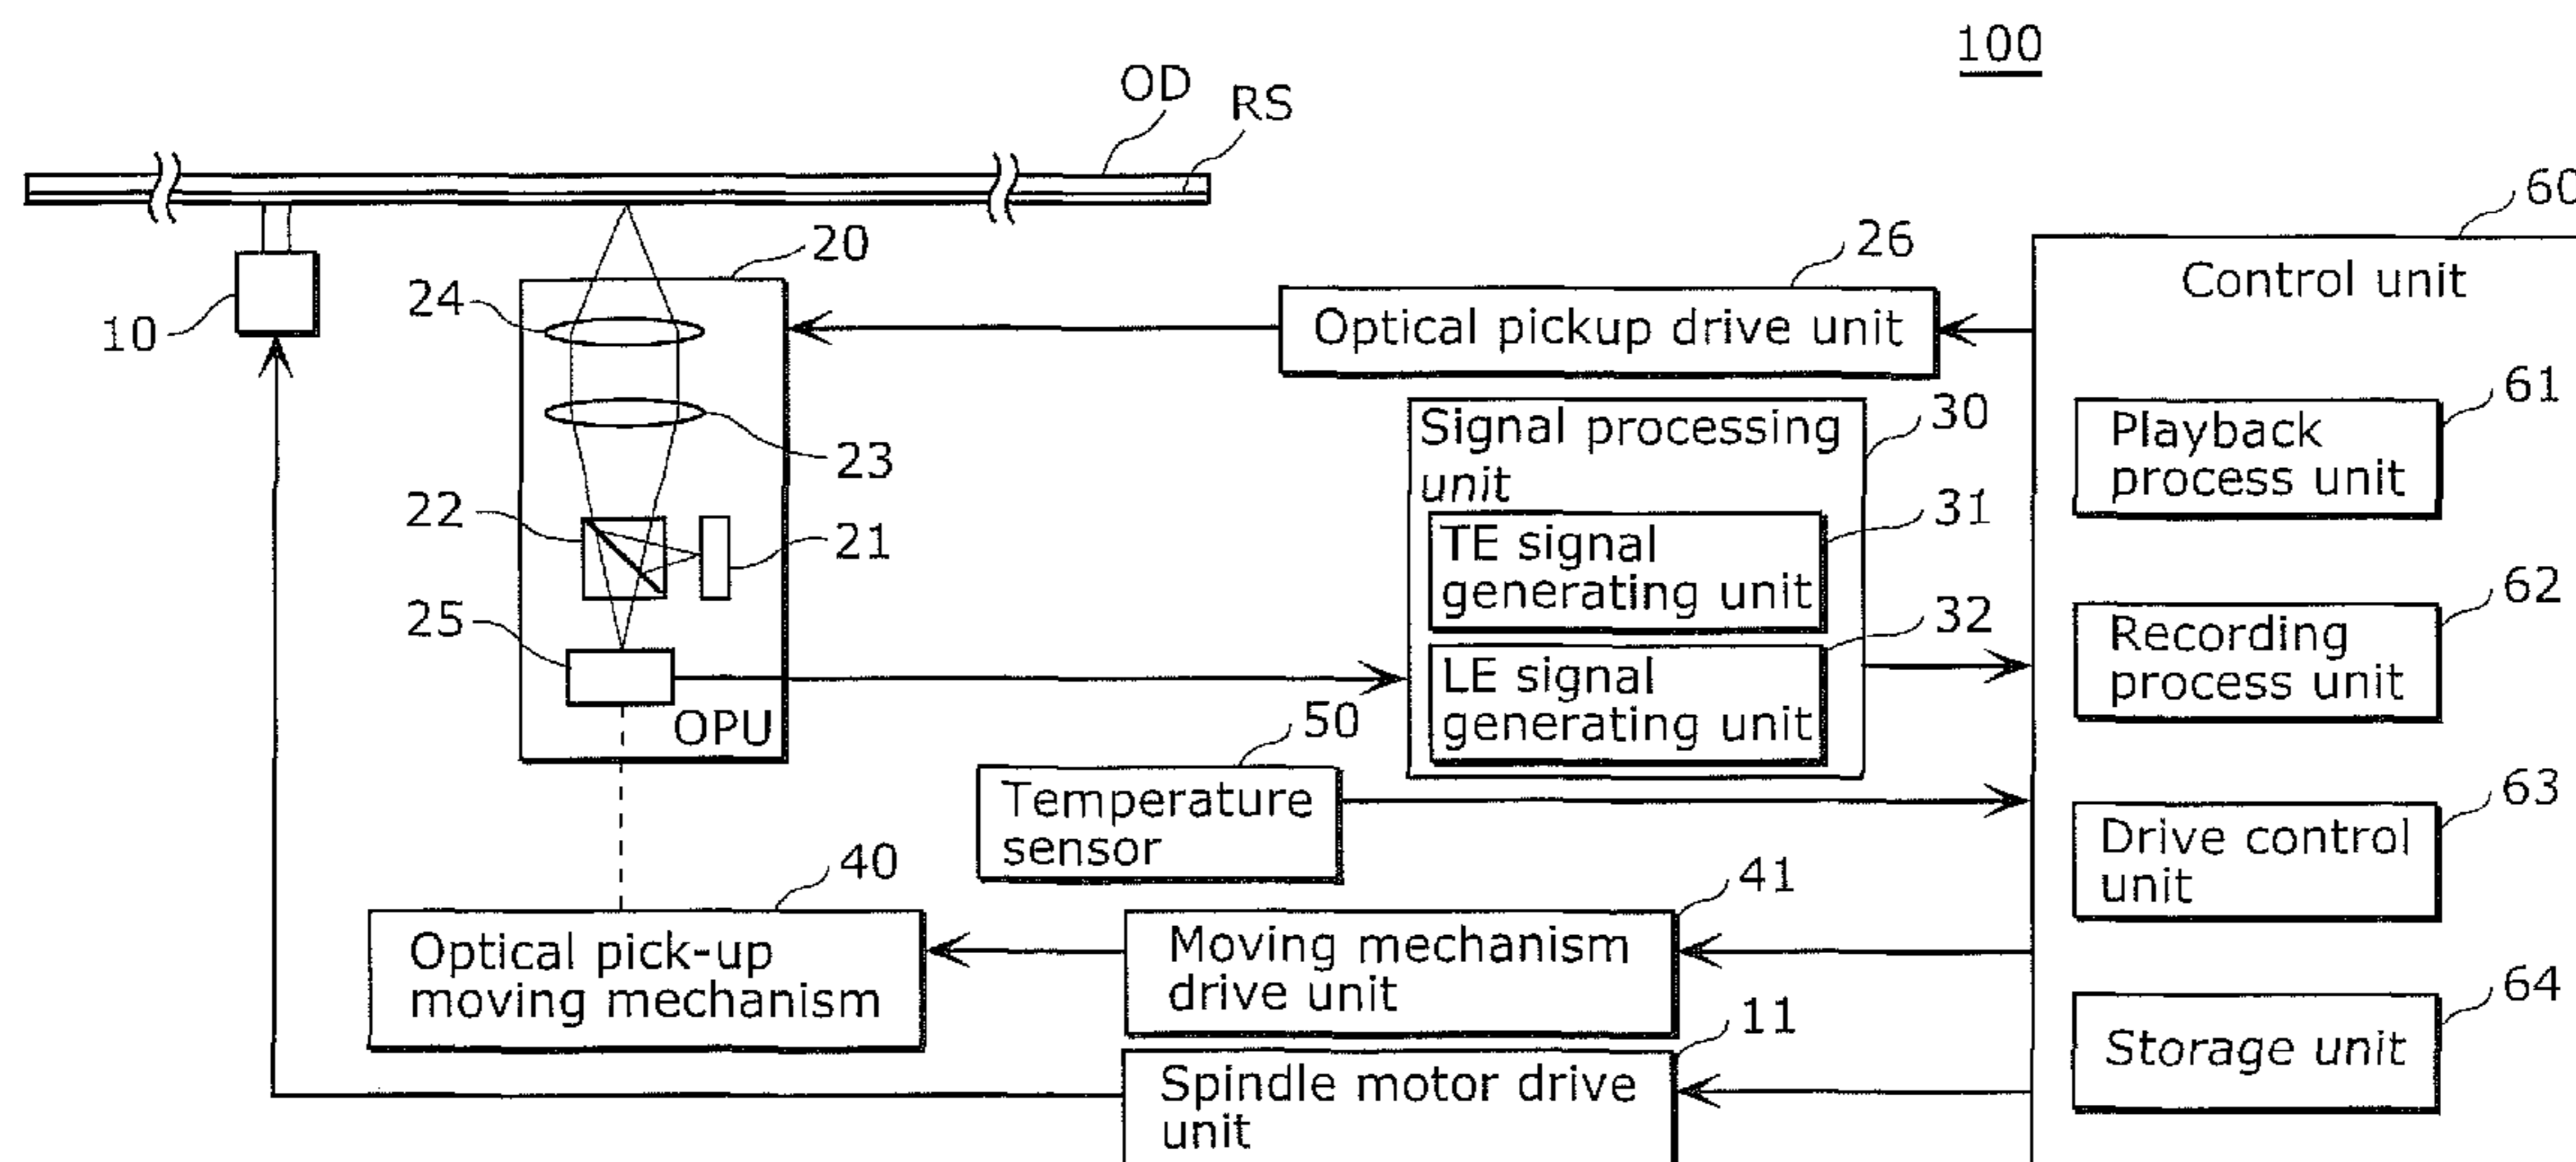 100
OD
RS
60
20
26
24
Control unit
10
Optical pickup drive unit
61
30
Signal processing
unit
Playback
process unit
23
22
21
31
TE signal
generating unit
62
25
32
Recording
process unit
LE signal
generating unit
OPU
50
63
Temperature
sensor
Drive control
unit
40
41
Optical pick-up
moving mechanism
Moving mechanism
drive unit
64
11
Storage unit
Spindle motor drive
unit